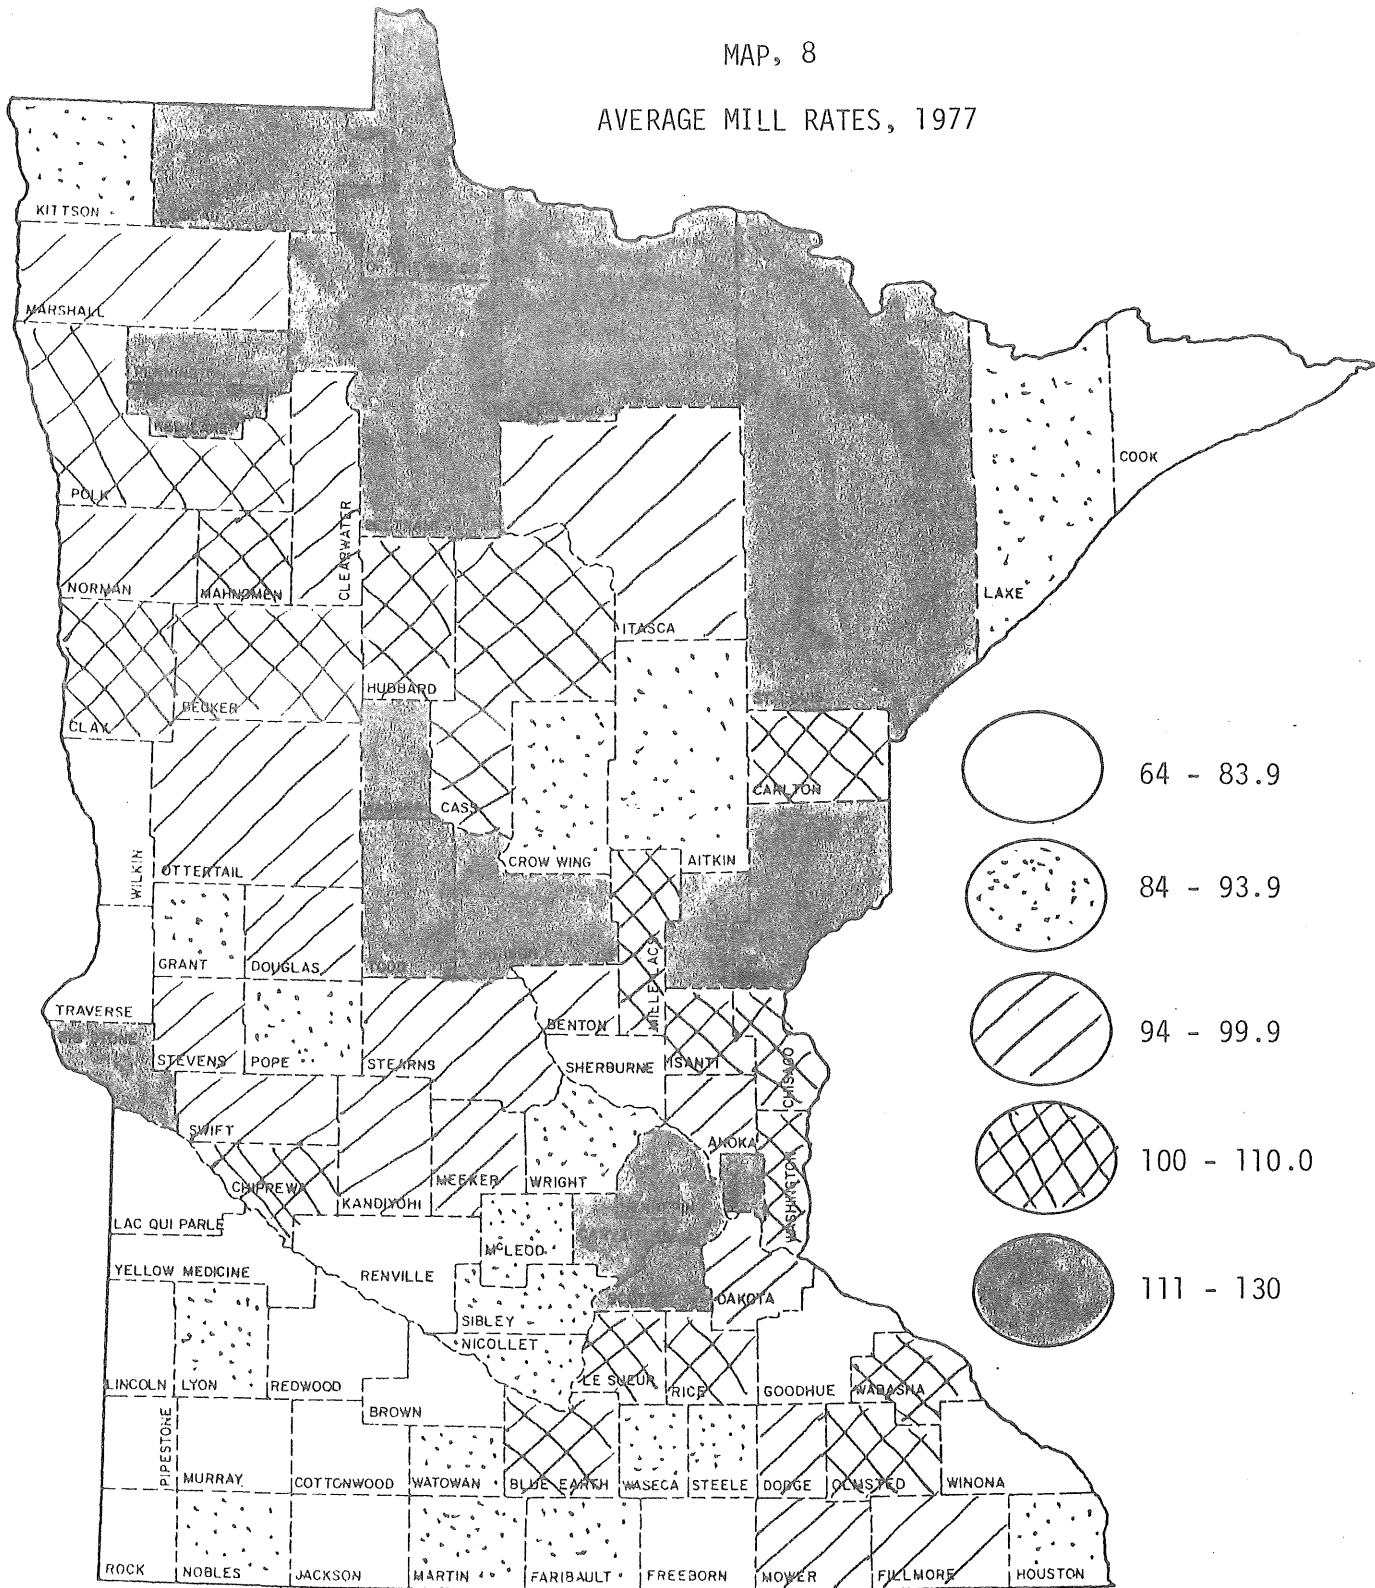 MAP, 8
AVERAGE MILL RATES, 1977
KITTSON
MARSHALL
POLK
CLEARWATER
COOK
NORMAN
MAHNOMEN
LAKE
ITASCA
HUBBARD
BECKER
CLAY
64 - 83.9
CARLTON
CASS
WILKIN
OTTERTAIL
CROW WING
AITKIN
84 - 93.9
GRANT
DOUGLAS
TODD
MILLE LACS
TRAVERSE
BENTON
94 - 99.9
BIG STONE
STEVENS
POPE
STEARNS
SHERBURNE
ISANTI
CHISAGO
SWIFT
ANOKA
CHIPREWA
KANDIYOHI
MEEKER
WRIGHT
WASHINGTON
100 - 110.0
LAC QUI PARLE
McLEOD
YELLOW MEDICINE
RENVILLE
DAKOTA
111 - 130
SIBLEY
NICOLLET
LINCOLN
LYON
REDWOOD
LE SUEUR
RICE
GOODHUE
WABASHA
BROWN
PIPESTONE
MURRAY
COTTONWOOD
WATOWAN
BLUE EARTH
WASECA
STEELE
DODGE
OLMSTED
WINONA
ROCK
NOBLES
JACKSON
MARTIN
FARIBAULT
FREEBORN
MOWER
FILLMORE
HOUSTON